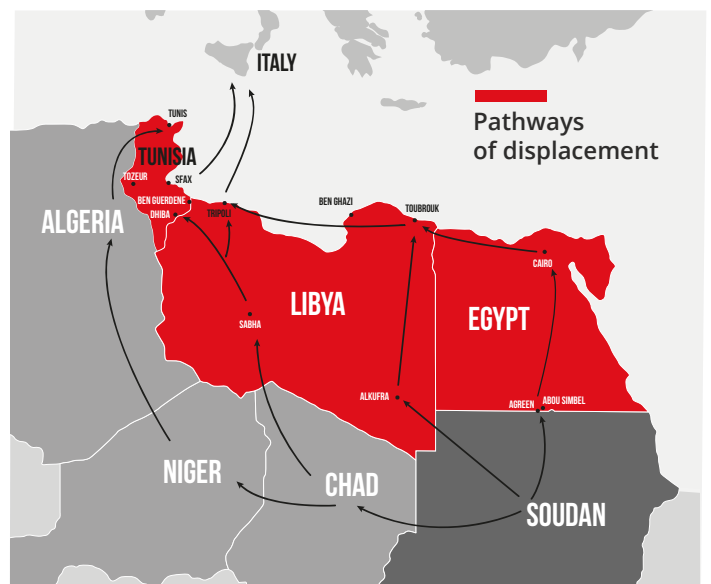 ITALY
Pathways
of displacement
TUNIS
TUNISIA
TOZEUR
SFAX
BEN GUERDENE
DHIBA
TRIPOLI
BEN GHAZI
TOUBROUK
ALGERIA
CAIRO
LIBYA
EGYPT
SABHA
ALKUFRA
AGREEN
ABOU SIMBEL
NIGER
CHAD
SOUDAN